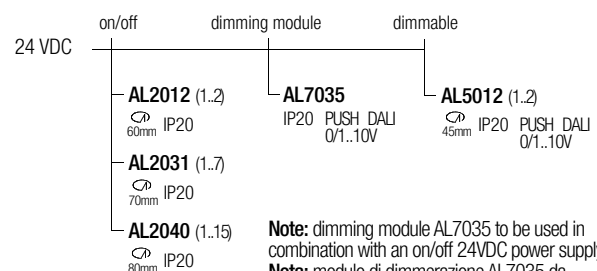 on/off dimming module dimmable
24 VDC
AL2012 (1..2) AL7035 AL5012 (1..2)
60mm IP20 IP20 PUSH DALI 0/1..10V 45mm IP20 PUSH DALI 0/1..10V
AL2031 (1..7)
70mm IP20
AL2040 (1..15)
80mm IP20
Note: dimming module AL7035 to be used in
combination with an on/off 24VDC power supply
Note: modulo di dimmerazione AL7035 da